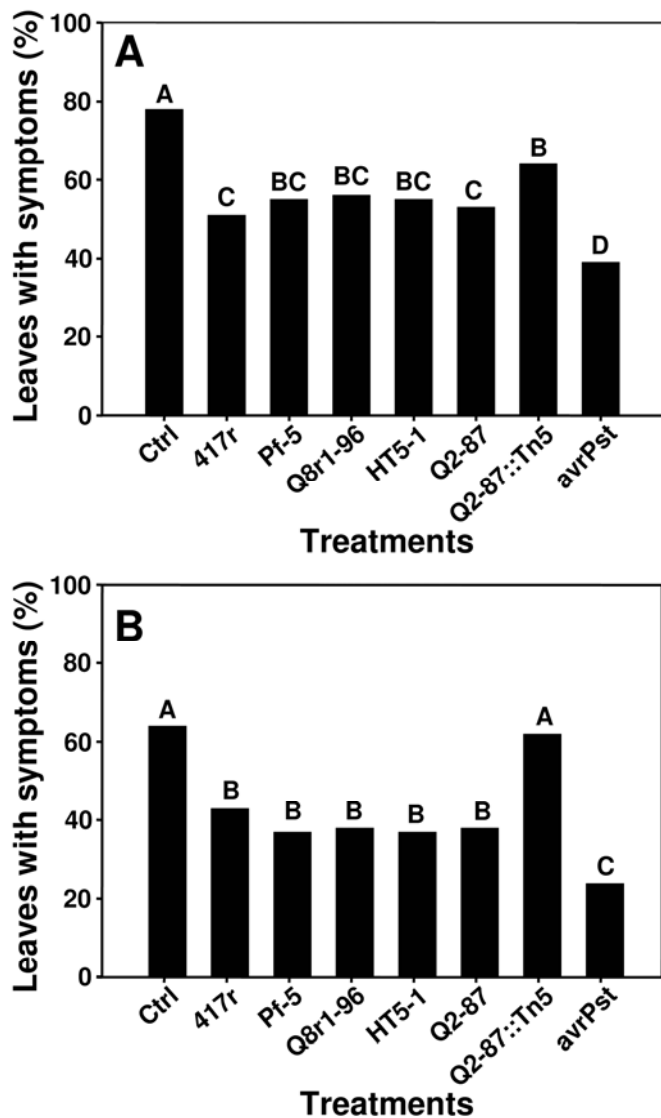 A
Leaves with symptoms (%)
100
80
60
40
20
0
A
C
BC
BC
BC
C
B
D
Ctrl
417r
Pf-5
Q8r1-96
HT5-1
Q2-87
Q2-87::Tn5
avrPst
Treatments
B
Leaves with symptoms (%)
100
80
60
40
20
0
A
B
B
B
B
B
A
C
Ctrl
417r
Pf-5
Q8r1-96
HT5-1
Q2-87
Q2-87::Tn5
avrPst
Treatments